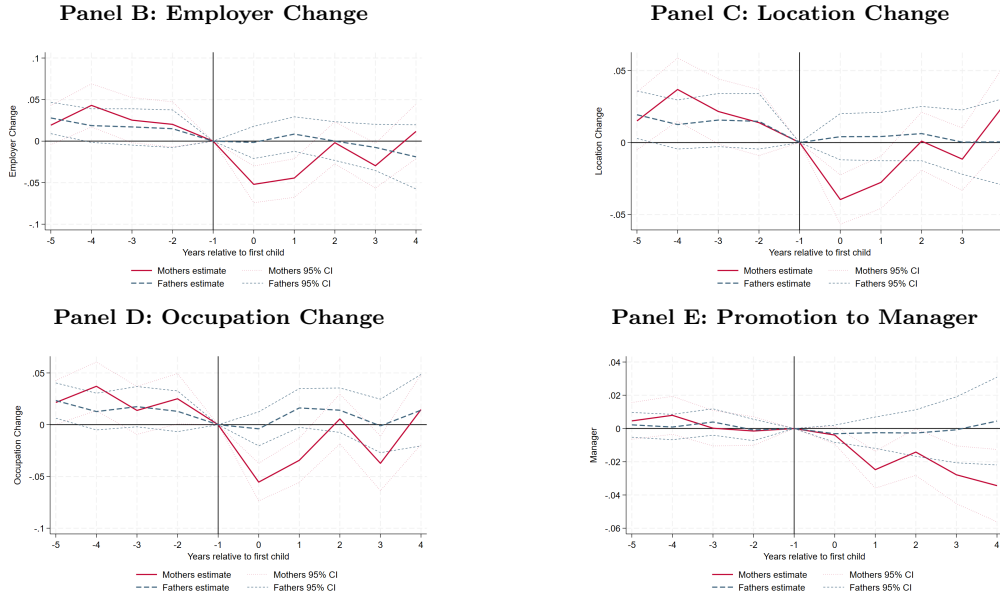 Panel B: Employer Change
Employer Change
.1
.05
0
-.05
-.1
-5 -4 -3 -2 -1 0 1 2 3 4
Years relative to first child
Mothers estimate Mothers 95% CI
Fathers estimate Fathers 95% CI
Panel C: Location Change
Location Change
.05
0
-.05
-5 -4 -3 -2 -1 0 1 2 3
Years relative to first child
Mothers estimate Mothers 95% CI
Fathers estimate Fathers 95% CI
Panel D: Occupation Change
Occupation Change
.05
0
-.05
-.1
-5 -4 -3 -2 -1 0 1 2 3 4
Years relative to first child
Mothers estimate Mothers 95% CI
Fathers estimate Fathers 95% CI
Panel E: Promotion to Manager
Manager
.04
.02
0
-.02
-.04
-.06
-5 -4 -3 -2 -1 0 1 2 3 4
Years relative to first child
Mothers estimate Mothers 95% CI
Fathers estimate Fathers 95% CI